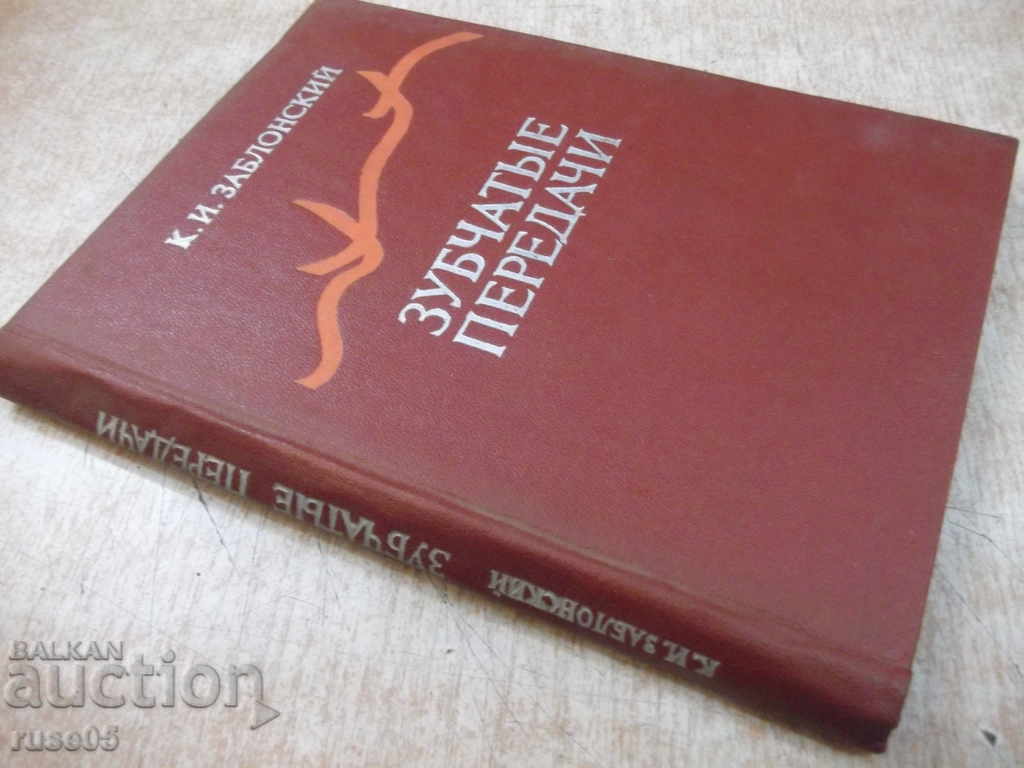 К. И. ЗАБЛОНСКИЙ
ЗУБЧАТЫЕ
ПЕРЕДАЧИ
К. И. ЗАБЛОНСКИЙ ЗУБЧАТЫЕ ПЕРЕДАЧИ
BALKAN
auction
ruse05